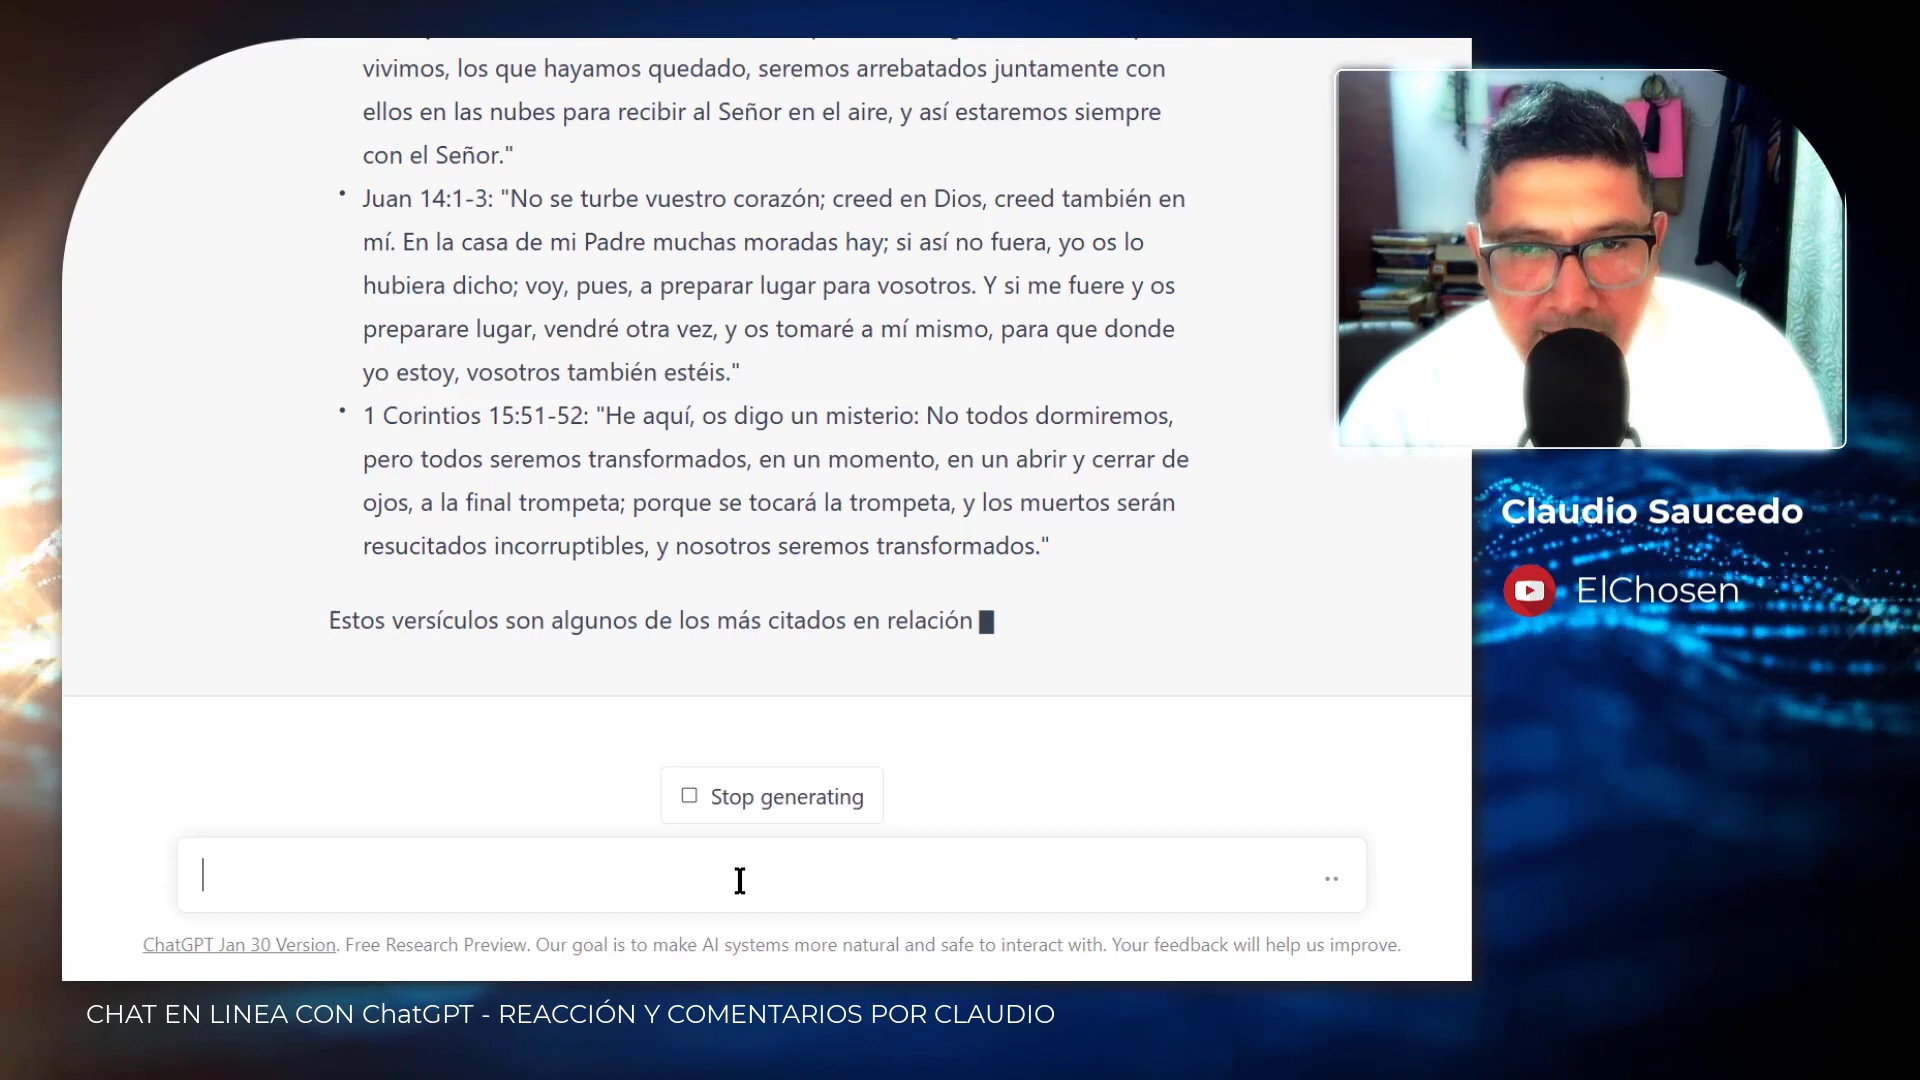 vivimos, los que hayamos quedado, seremos arrebatados juntamente con
ellos en las nubes para recibir al Señor en el aire, y así estaremos siempre
con el Señor."
• Juan 14:1-3: "No se turbe vuestro corazón; creed en Dios, creed también en
mí. En la casa de mi Padre muchas moradas hay; si así no fuera, yo os lo
hubiera dicho; voy, pues, a preparar lugar para vosotros. Y si me fuere y os
preparare lugar, vendré otra vez, y os tomaré a mí mismo, para que donde
yo estoy, vosotros también estéis."
• 1 Corintios 15:51-52: "He aquí, os digo un misterio: No todos dormiremos,
pero todos seremos transformados, en un momento, en un abrir y cerrar de
ojos, a la final trompeta; porque se tocará la trompeta, y los muertos serán
resucitados incorruptibles, y nosotros seremos transformados."
Estos versículos son algunos de los más citados en relación
Stop generating
ChatGPT Jan 30 Version. Free Research Preview. Our goal is to make AI systems more natural and safe to interact with. Your feedback will help us improve.
Claudio Saucedo
ElChosen
CHAT EN LINEA CON ChatGPT - REACCIÓN Y COMENTARIOS POR CLAUDIO